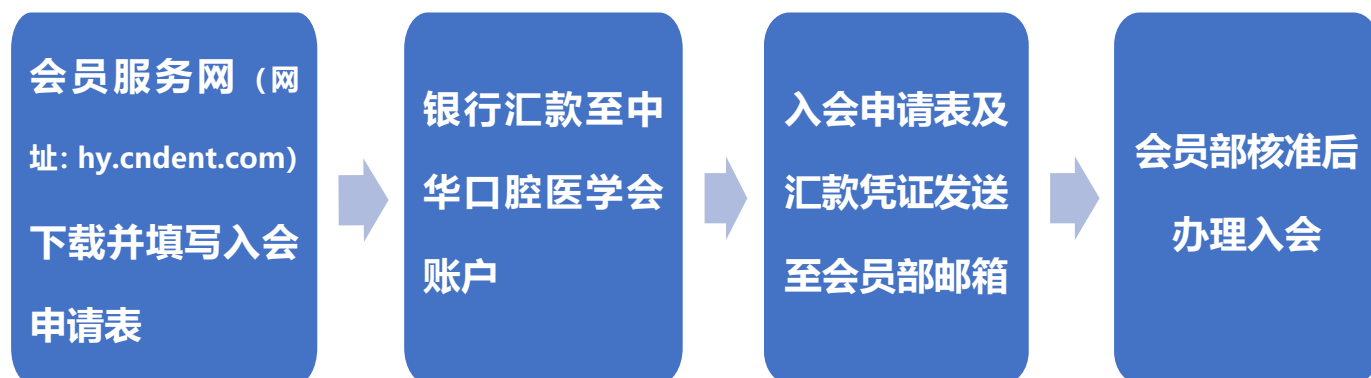 会员服务网（网
址：hy.cndent.com）
下载并填写入会
申请表
银行汇款至中
华口腔医学会
账户
入会申请表及
汇款凭证发送
至会员部邮箱
会员部核准后
办理入会